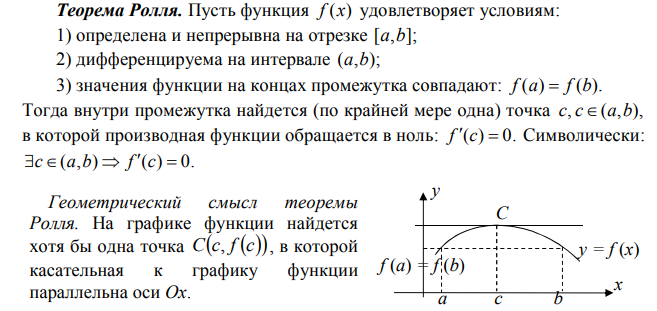 Теорема Ролля. Пусть функция f(x) удовлетворяет условиям:
1) определена и непрерывна на отрезке [a,b];
2) дифференцируема на интервале (a,b);
3) значения функции на концах промежутка совпадают: f(a) = f(b).
Тогда внутри промежутка найдется (по крайней мере одна) точка c, c ∈ (a,b),
в которой производная функции обращается в ноль: f′(c) = 0. Символически:
∃c ∈ (a,b) ⇒ f′(c) = 0.
Геометрический смысл теоремы
Ролля. На графике функции найдется
хотя бы одна точка C(c, f(c)), в которой
касательная к графику функции
параллельна оси Ox.
y
C
y = f(x)
f(a) = f(b)
x
a c b